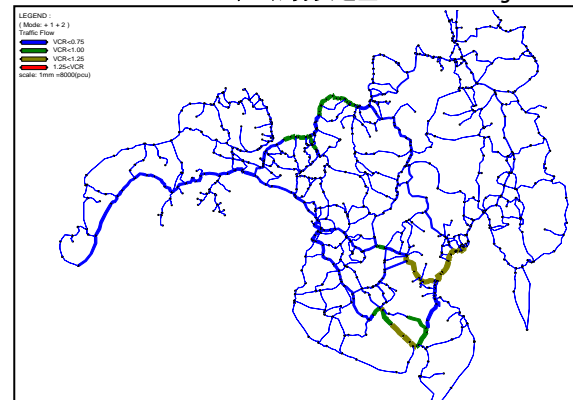 LEGEND :
( Mode: + 1 + 2 )
Traffic Flow
VCR<0.75
VCR<1.00
VCR<1.25
1.25<VCR
scale: 1mm =8000(pcu)